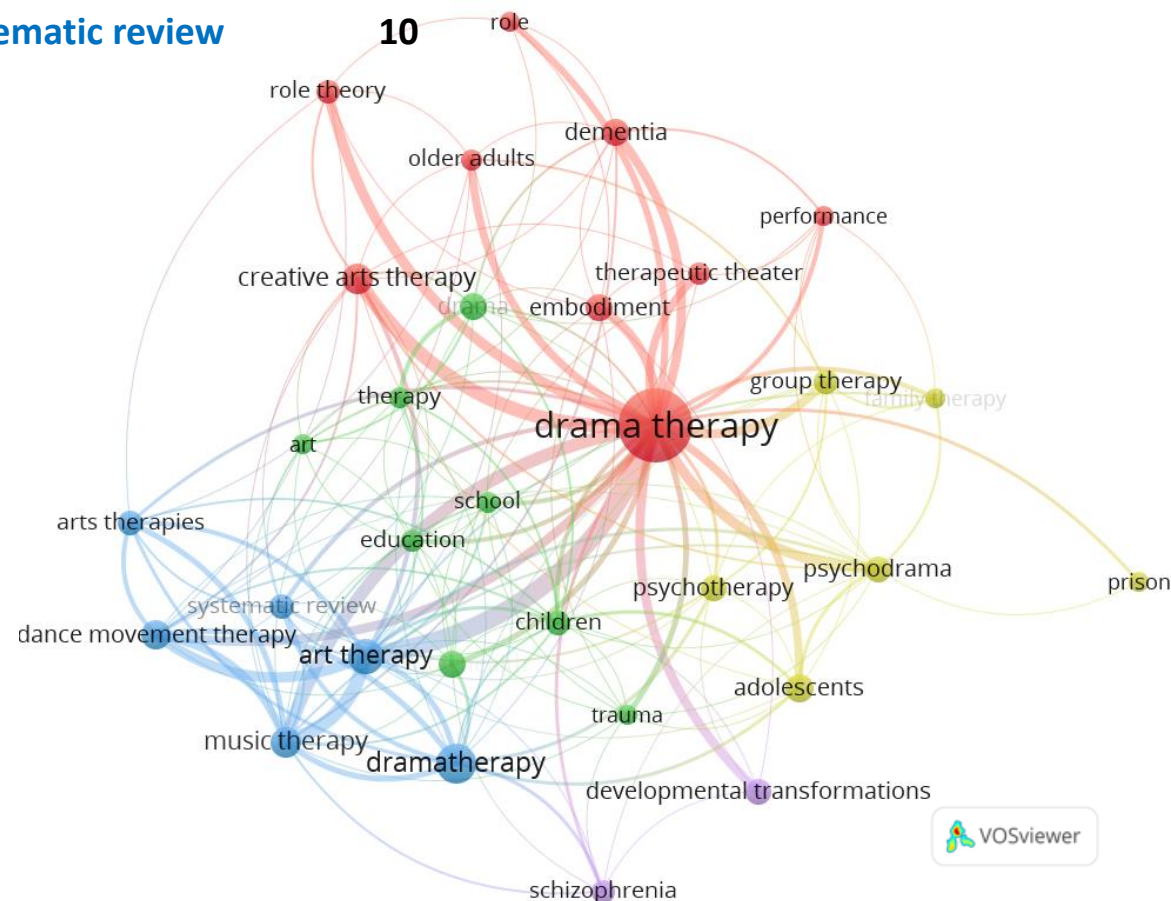 ematic review 10
role
role theory
dementia
older adults
performance
therapeutic theater
creative arts therapy
drama
embodiment
group therapy
family therapy
therapy
drama therapy
art
school
arts therapies
education
psychodrama
prison
psychotherapy
systematic review
children
dance movement therapy
art therapy
adolescents
trauma
music therapy
dramatherapy
developmental transformations
VOSviewer
schizophrenia